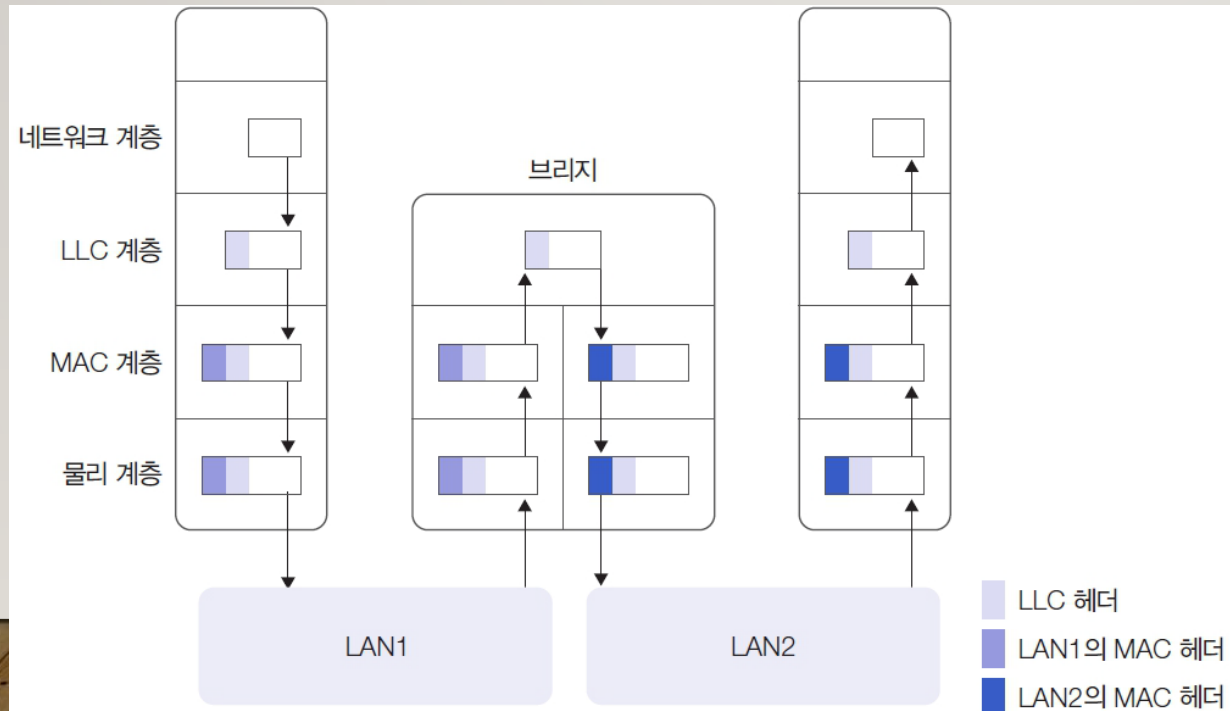 네트워크 계층
브리지
LLC 계층
MAC 계층
물리 계층
LAN1
LAN2
LLC 헤더
LAN1의 MAC 헤더
LAN2의 MAC 헤더